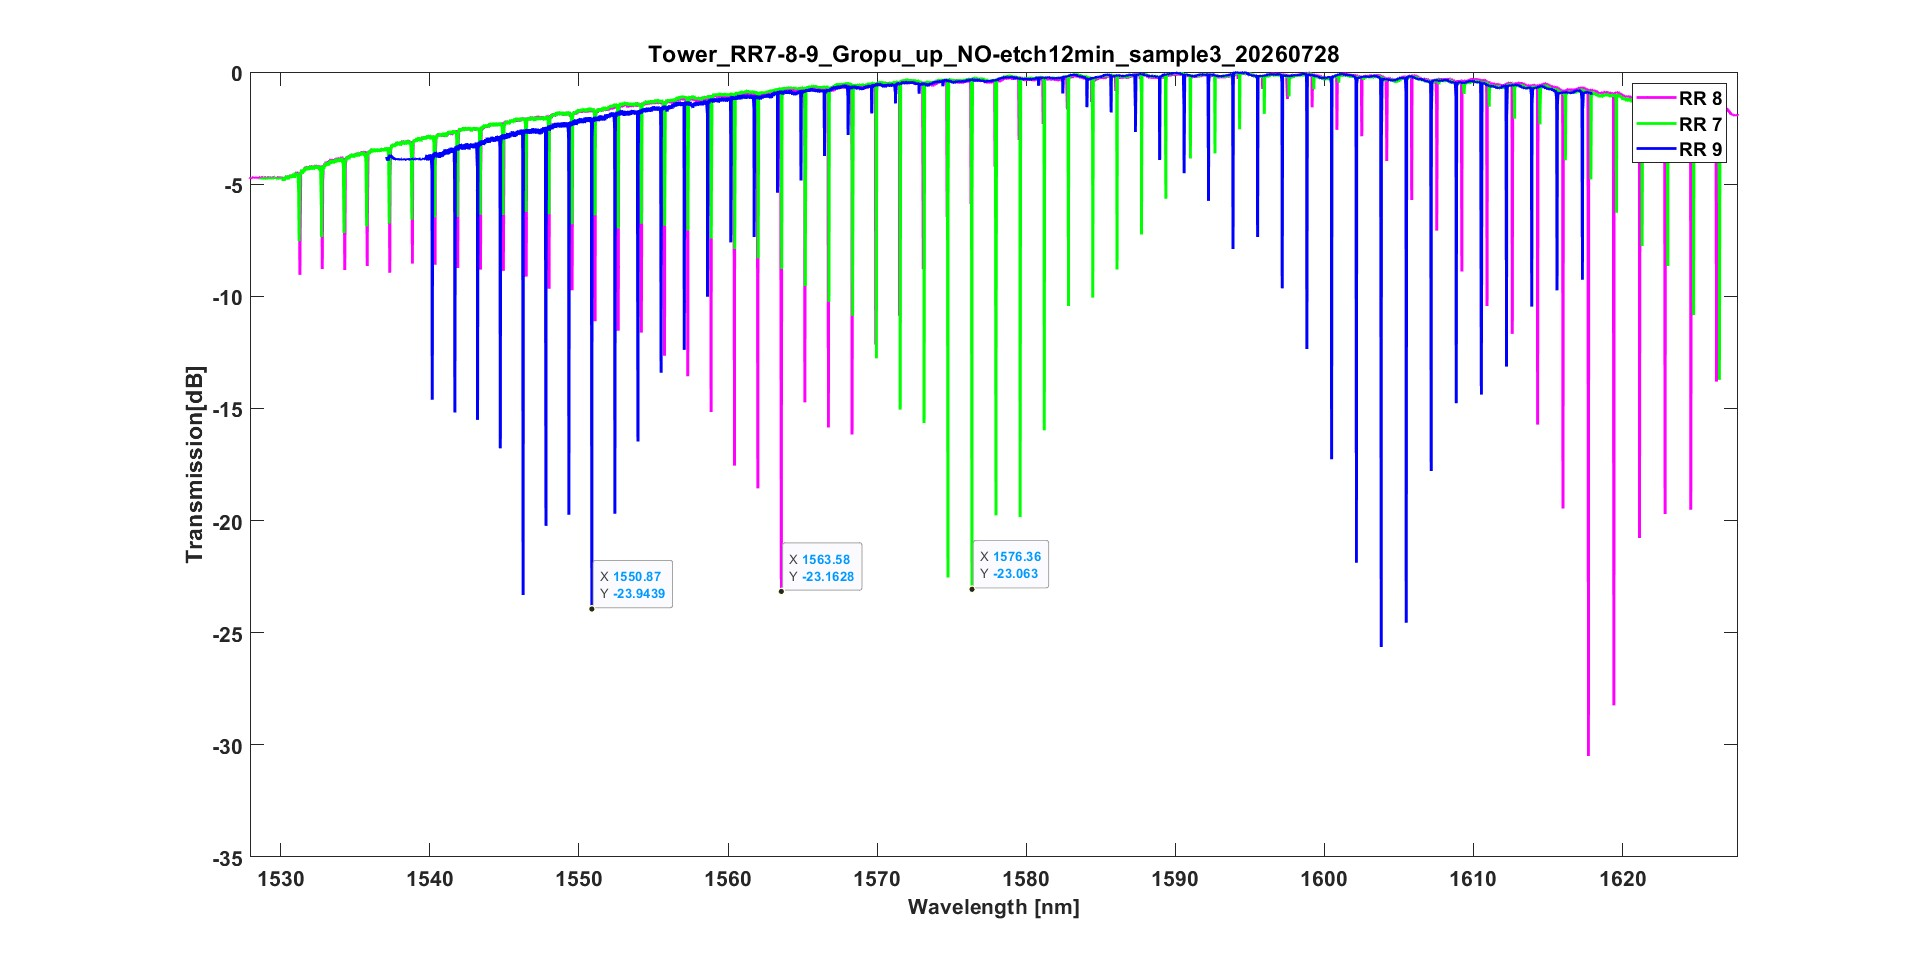 Tower_RR7-8-9_Gropu_up_NO-etch12min_sample3_20260728
0
-5
-10
-15
-20
-25
-30
-35
Transmission[dB]
RR 8
RR 7
RR 9
X 1550.87
Y -23.9439
X 1563.58
Y -23.1628
X 1576.36
Y -23.063
1530
1540
1550
1560
1570
1580
1590
1600
1610
1620
Wavelength [nm]